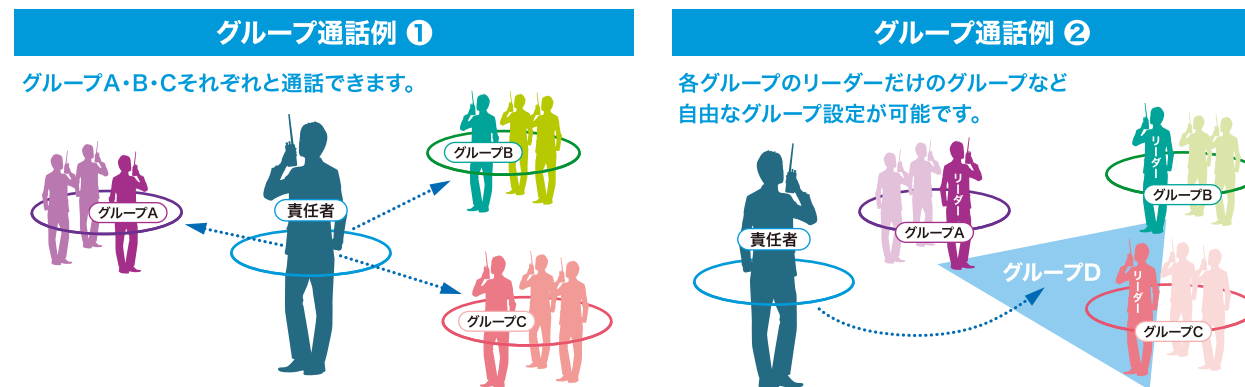 グループ通話例 ❶
グループA・B・Cそれぞれと通話できます。
グループA
責任者
グループB
グループC
グループ通話例 ❷
各グループのリーダーだけのグループなど
自由なグループ設定が可能です。
責任者
リーダー
グループA
リーダー
グループB
グループD
リーダー
グループC